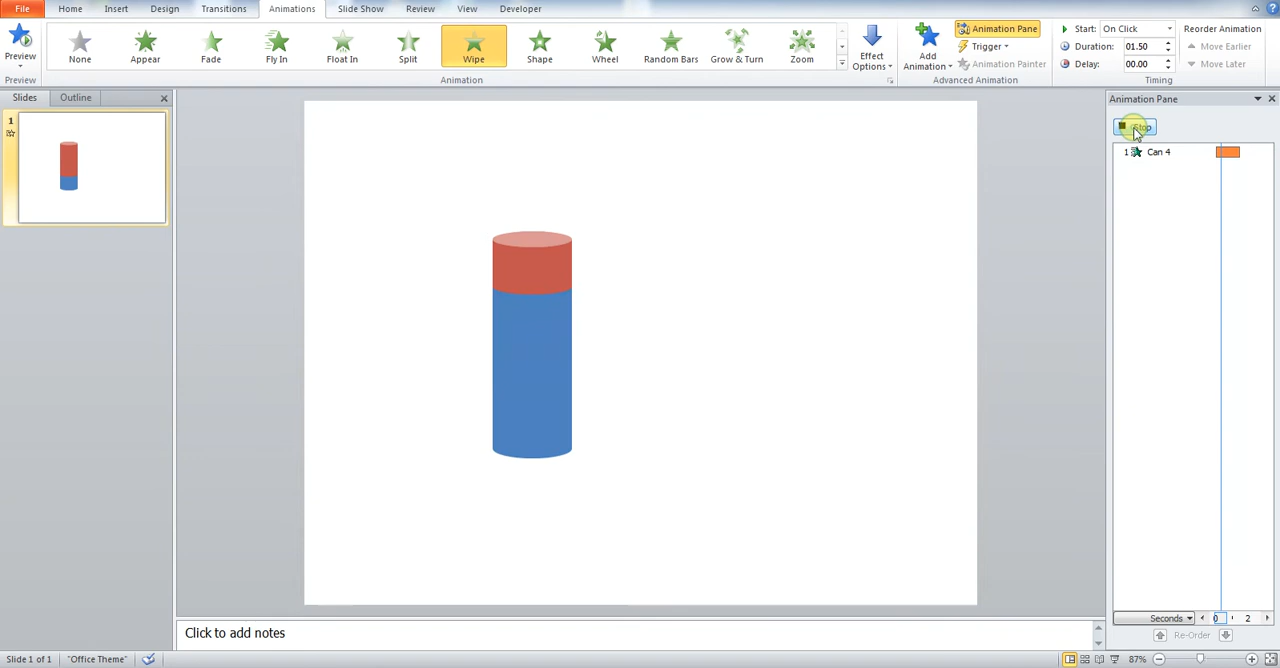 File Home Insert Design Transitions Animations Slide Show Review View Developer
Preview None Appear Fade Fly In Float In Split Wipe Shape Wheel Random Bars Grow & Turn Zoom Effect Options Add Animation Animation Pane Trigger Animation Painter Start: On Click Duration: 01.50 Delay: 00.00 Reorder Animation Move Earlier Move Later
Preview Animation Advanced Animation Timing
Slides Outline Animation Pane
1
Stop
1 Can 4
Click to add notes
Seconds 0 2
Re-Order
Slide 1 of 1 "Office Theme" 87%